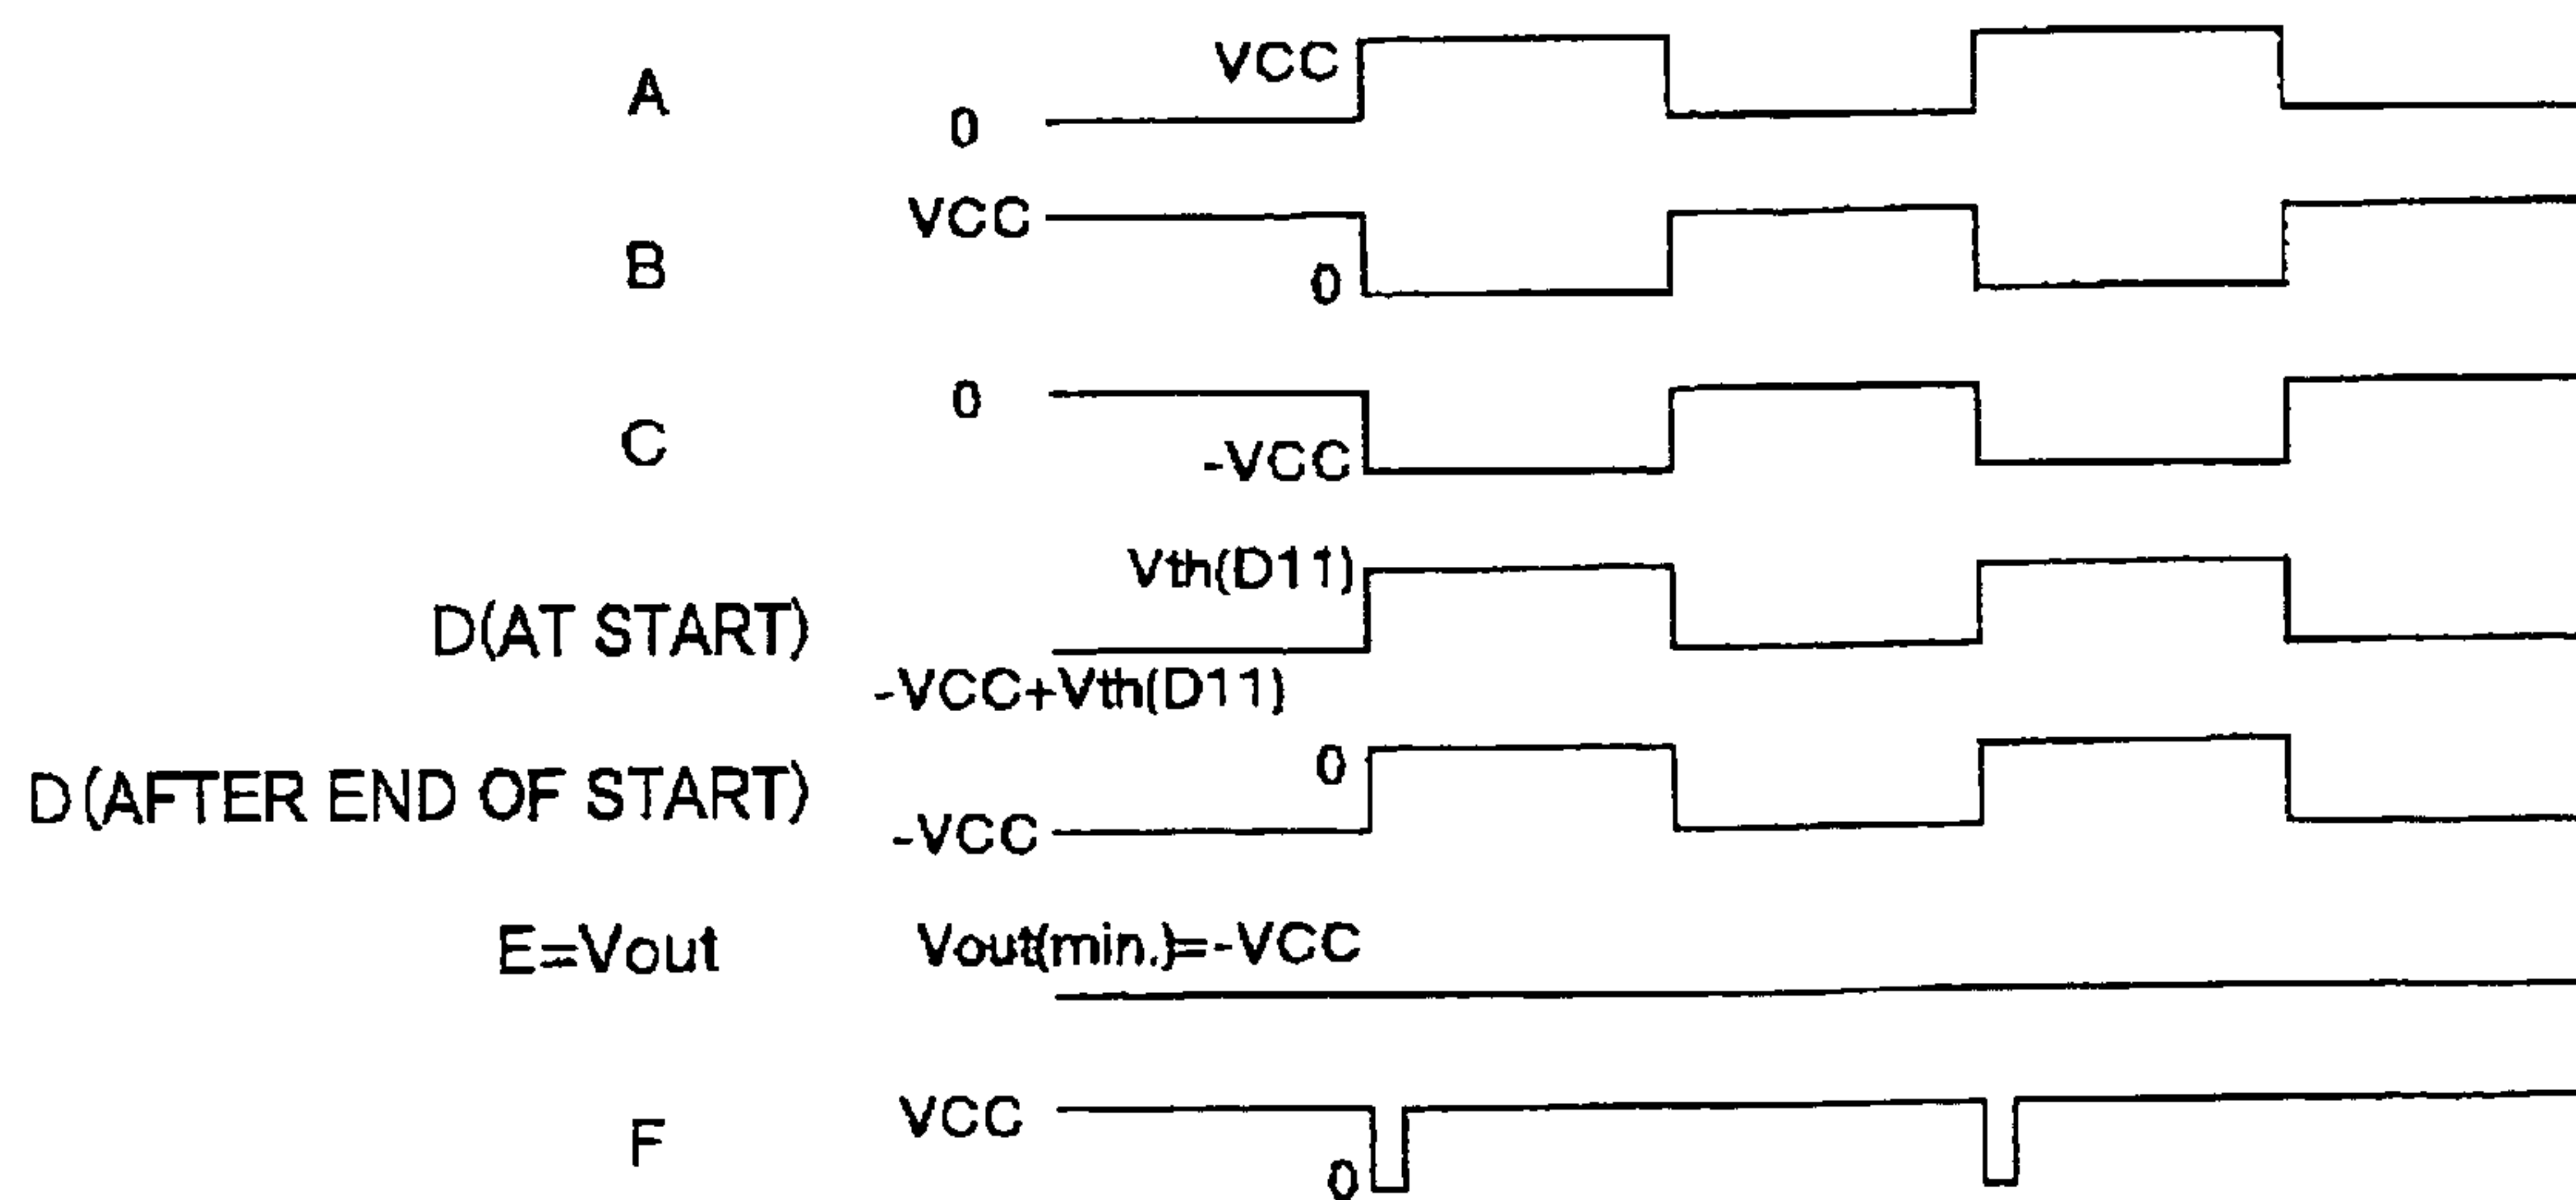 VCC
A
0
VCC
B
0
0
C
-VCC
Vth(D11)
D(AT START)
-VCC+Vth(D11)
0
D(AFTER END OF START)
-VCC
E=Vout
Vout(min.)=-VCC
VCC
F
0